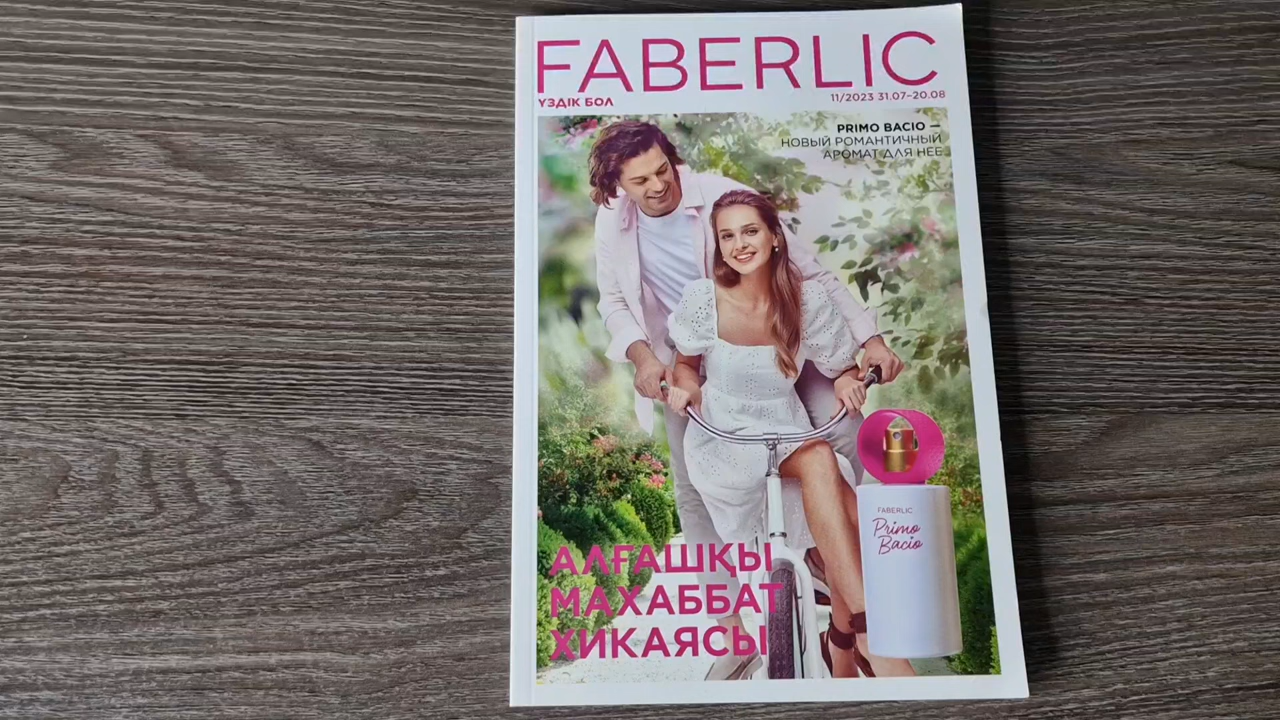 FABERLIC
ҮЗДІК БОЛ
11/2023 31.07–20.08
PRIMO BACIO —
НОВЫЙ РОМАНТИЧНЫЙ
АРОМАТ ДЛЯ НЕЁ
FABERLIC
Primo
Bacio
АЛҒАШҚЫ
МАХАББАТ
ХИКАЯСЫ